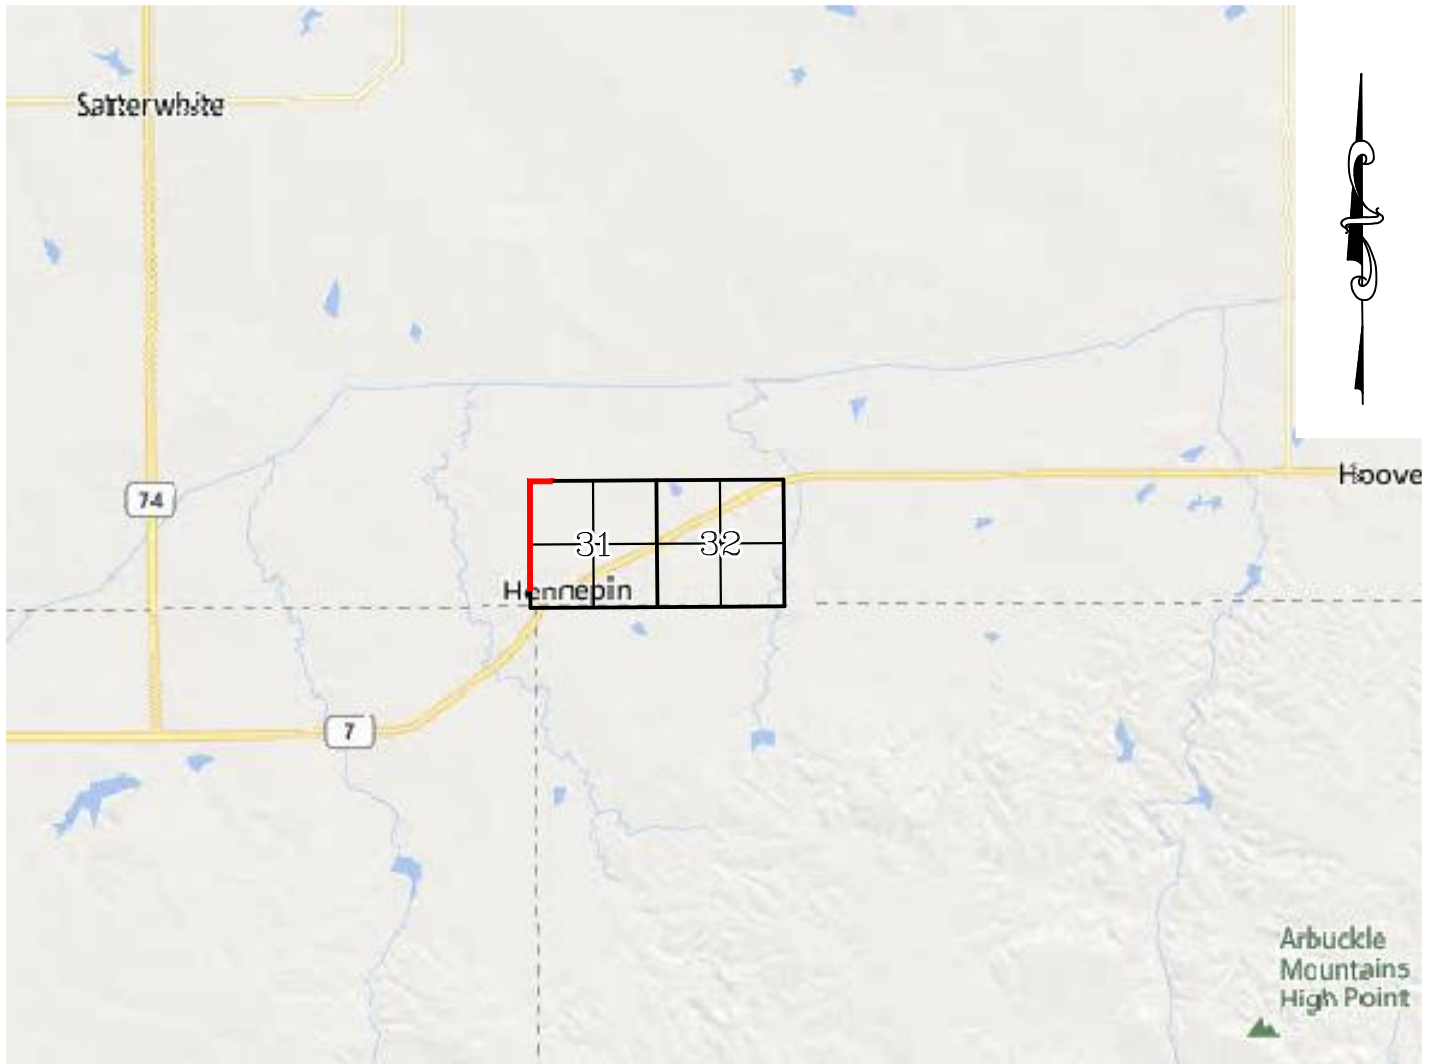 Satterwhite
74
Hoove
31
32
Hennepin
7
Arbuckle
Mountains
High Point